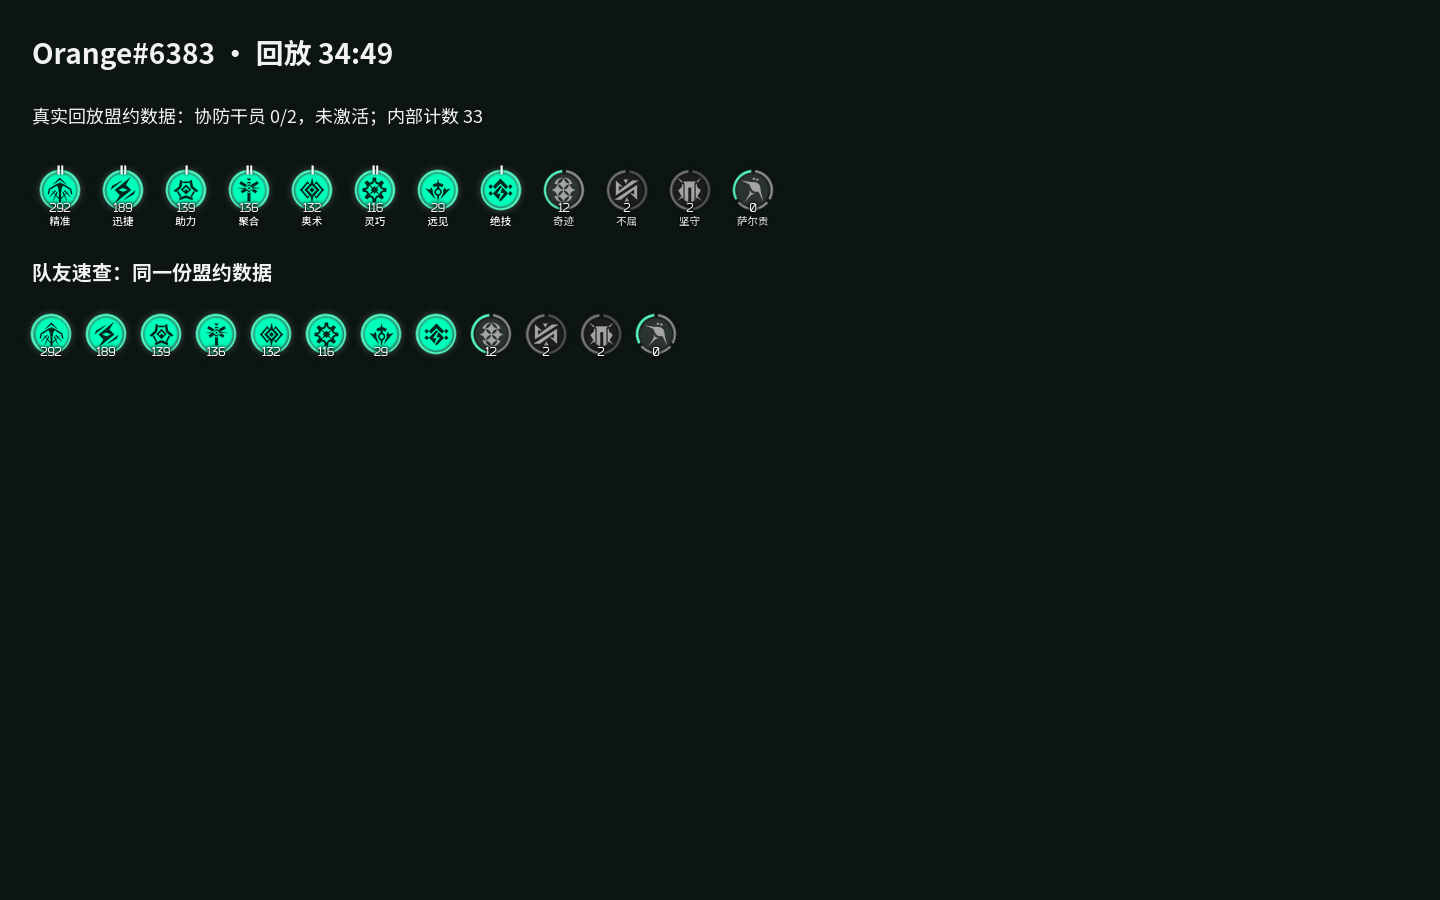 Orange#6383 · 回放 34:49
真实回放盟约数据：协防干员 0/2，未激活；内部计数 33
292 189 139 136 132 116 29 12 2 2 0
精准 迅捷 助力 聚合 奥术 灵巧 远见 绝技 奇迹 不屈 坚守 萨尔贡
队友速查：同一份盟约数据
292 189 139 136 132 116 29 12 2 2 0